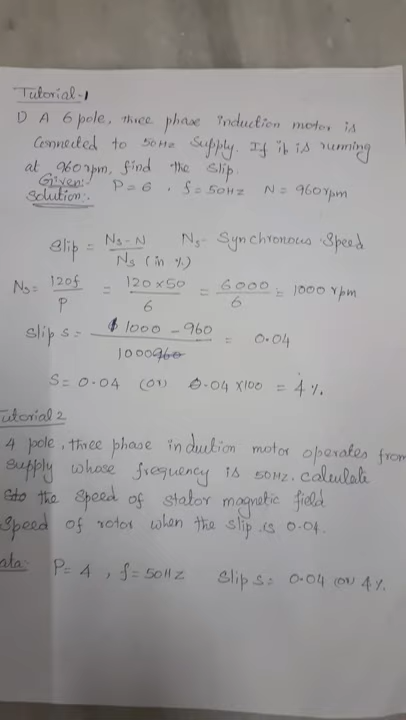 Tutorial-1
1) A 6 pole, three phase induction motor is
connected to 50Hz supply. If it is running
at 960rpm, find the slip.
Given:- P=6, f=50Hz N=960rpm
Solution:-
Slip = Ns-N / Ns (in %) Ns- Synchronous Speed
Ns= 120f / P = 120×50 / 6 = 6000 / 6 = 1000 rpm
Slip s= 1000-960 / 1000 = 0.04
S=0.04 (or) 0.04×100 = 4%.
Tutorial 2
4 pole, three phase induction motor operates from
supply whose frequency is 50Hz. calculate
the speed of stator magnetic field
Speed of rotor when the slip is 0.04.
ata:- P=4, f=50Hz Slip s= 0.04 (or) 4%